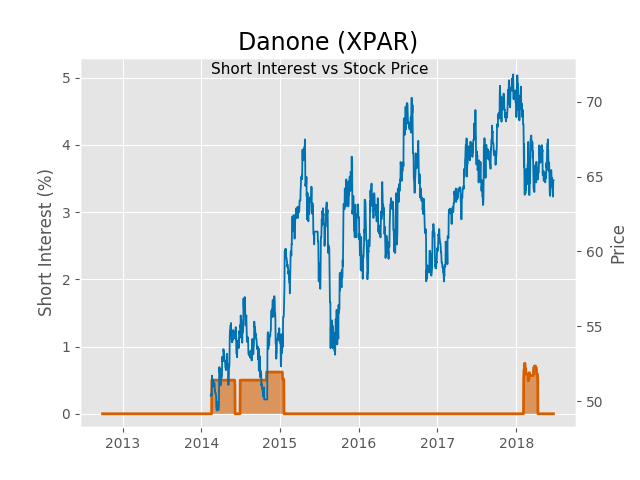 Danone (XPAR)
Short Interest vs Stock Price
Short Interest (%)
5
4
3
2
1
0
70
65
60
55
50
Price
2013 2014 2015 2016 2017 2018